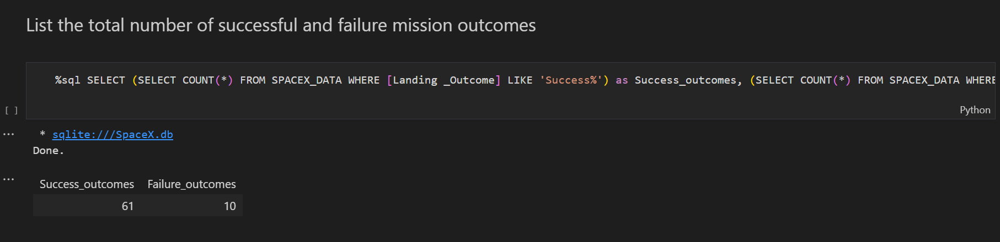 List the total number of successful and failure mission outcomes
%sql SELECT (SELECT COUNT(*) FROM SPACEX_DATA WHERE [Landing _Outcome] LIKE 'Success%') as Success_outcomes, (SELECT COUNT(*) FROM SPACEX_DATA WHERE
[ ]
Python
* sqlite:///SpaceX.db
Done.
Success_outcomes Failure_outcomes
61 10